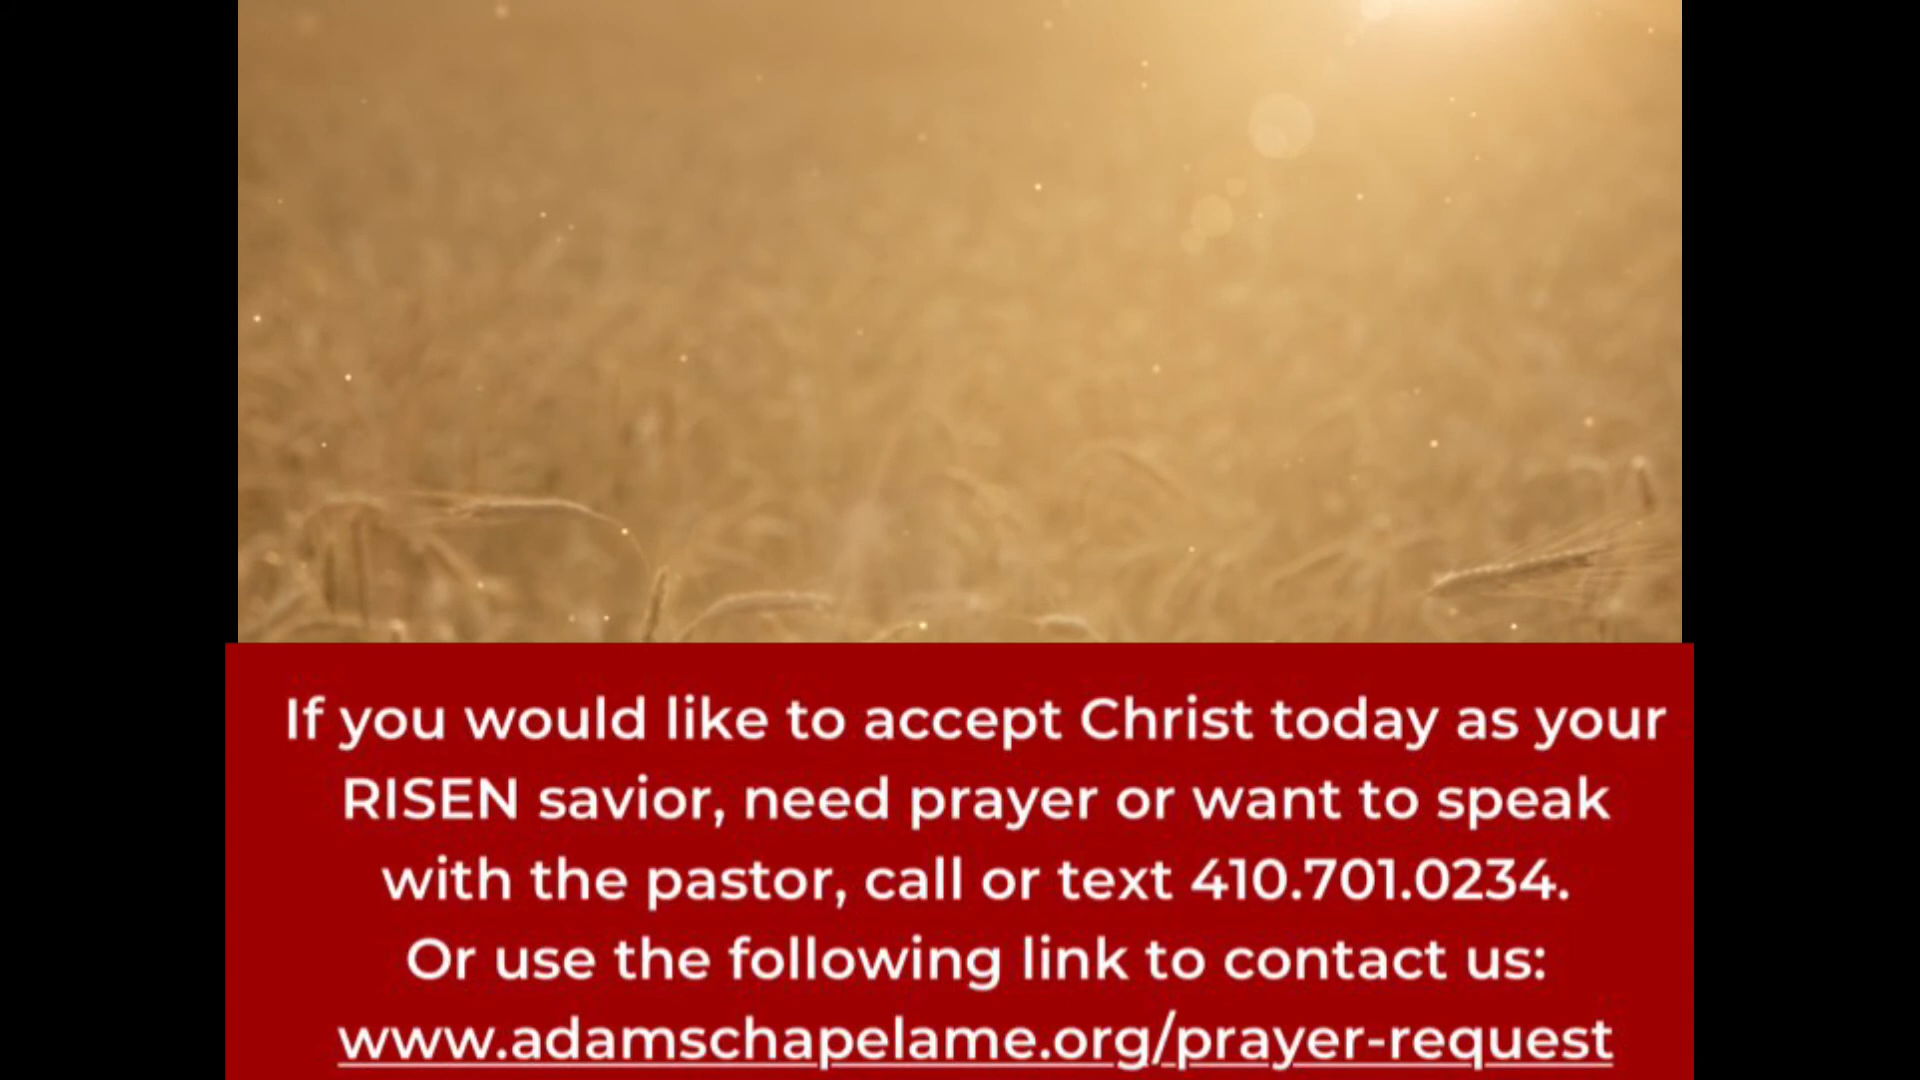 If you would like to accept Christ today as your
RISEN savior, need prayer or want to speak
with the pastor, call or text 410.701.0234.
Or use the following link to contact us:
www.adamschapelame.org/prayer-request